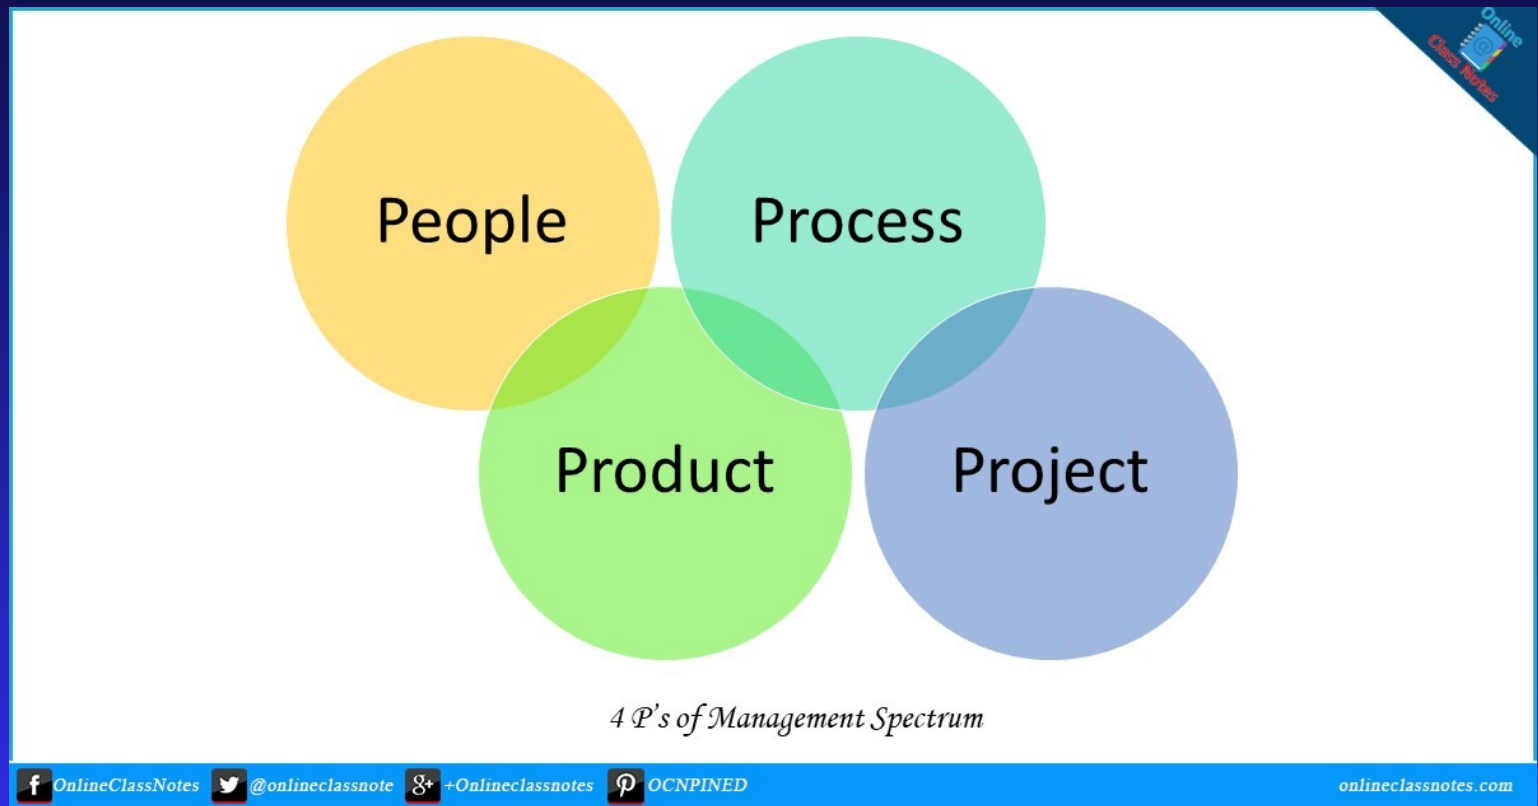 Online
Class Notes
People
Process
Product
Project
4 P's of Management Spectrum
OnlineClassNotes @onlineclassnote +Onlineclassnotes OCNPINED onlineclassnotes.com